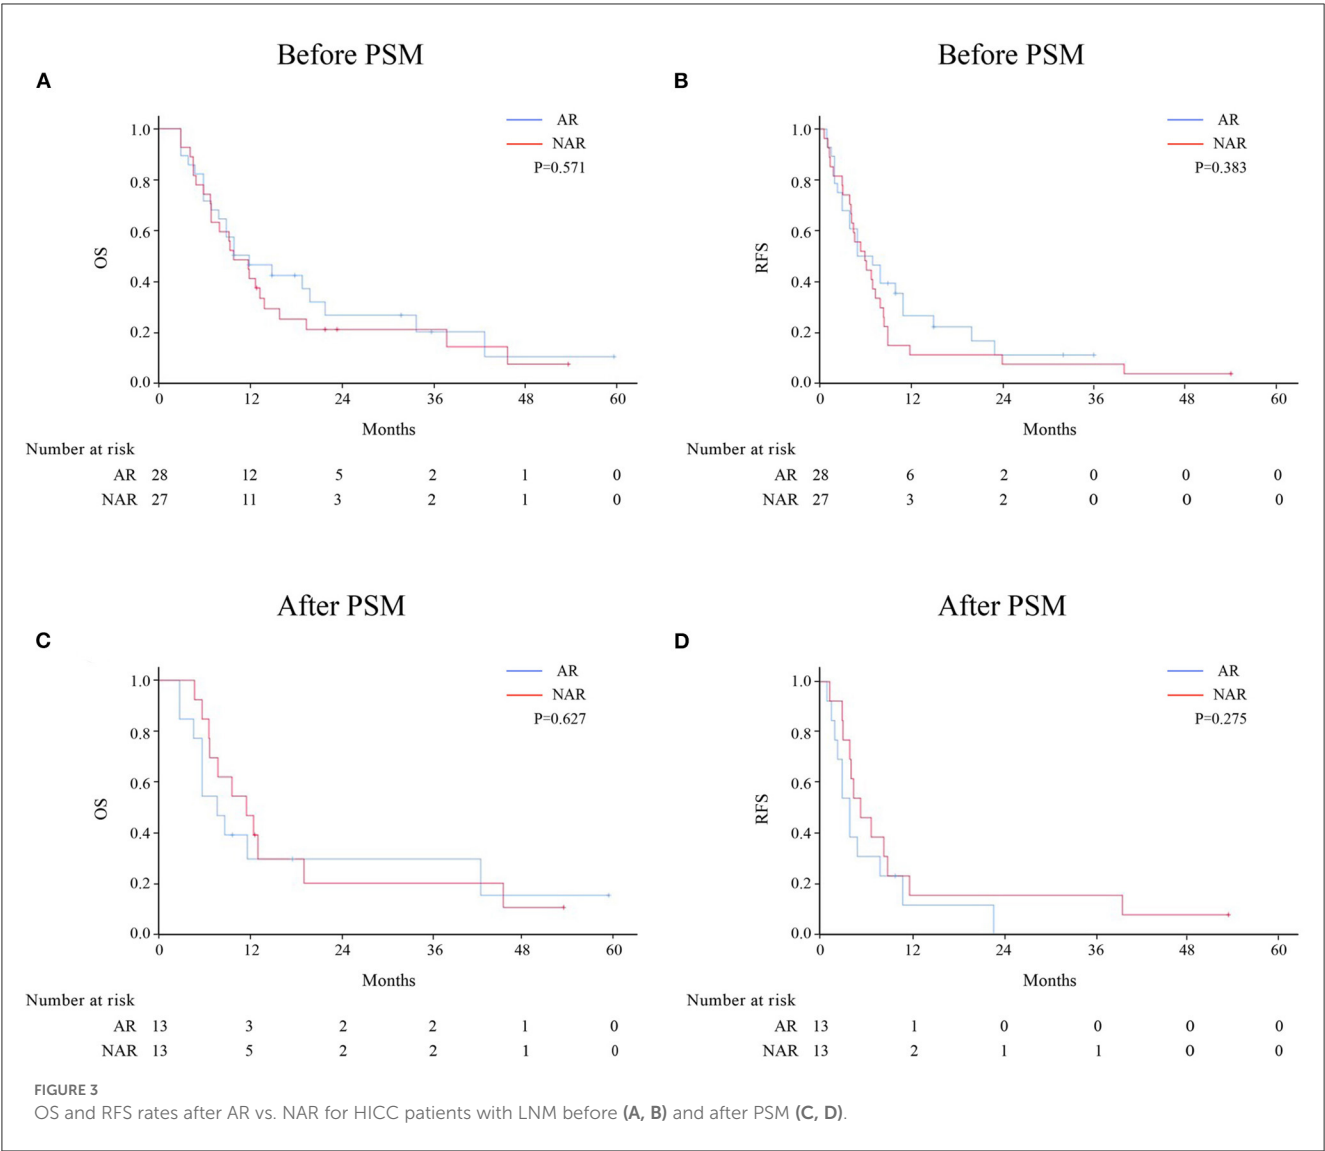 Before PSM
A
AR
NAR
P=0.571
OS
1.0
0.8
0.6
0.4
0.2
0.0
0 12 24 36 48 60
Months
Number at risk
AR 28 12 5 2 1 0
NAR 27 11 3 2 1 0
Before PSM
B
AR
NAR
P=0.383
RFS
1.0
0.8
0.6
0.4
0.2
0.0
0 12 24 36 48 60
Months
Number at risk
AR 28 6 2 0 0 0
NAR 27 3 2 0 0 0
After PSM
C
AR
NAR
P=0.627
OS
1.0
0.8
0.6
0.4
0.2
0.0
0 12 24 36 48 60
Months
Number at risk
AR 13 3 2 2 1 0
NAR 13 5 2 2 1 0
After PSM
D
AR
NAR
P=0.275
RFS
1.0
0.8
0.6
0.4
0.2
0.0
0 12 24 36 48 60
Months
Number at risk
AR 13 1 0 0 0 0
NAR 13 2 1 1 0 0
FIGURE 3
OS and RFS rates after AR vs. NAR for HICC patients with LNM before (A, B) and after PSM (C, D).